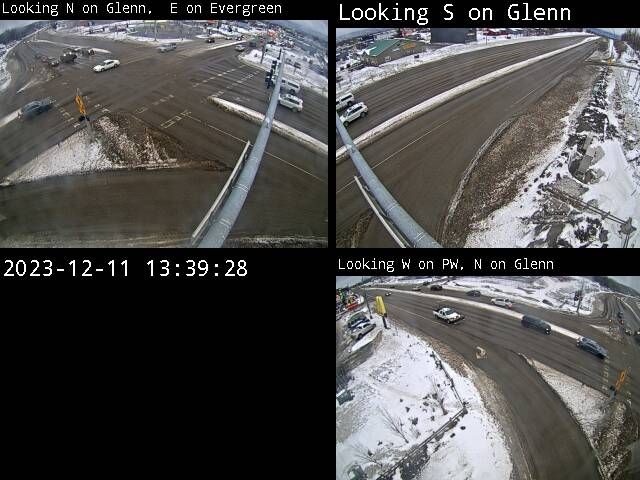 Looking N on Glenn,  E on Evergreen
Looking S on Glenn
2023-12-11 13:39:28
Looking W on PW, N on Glenn